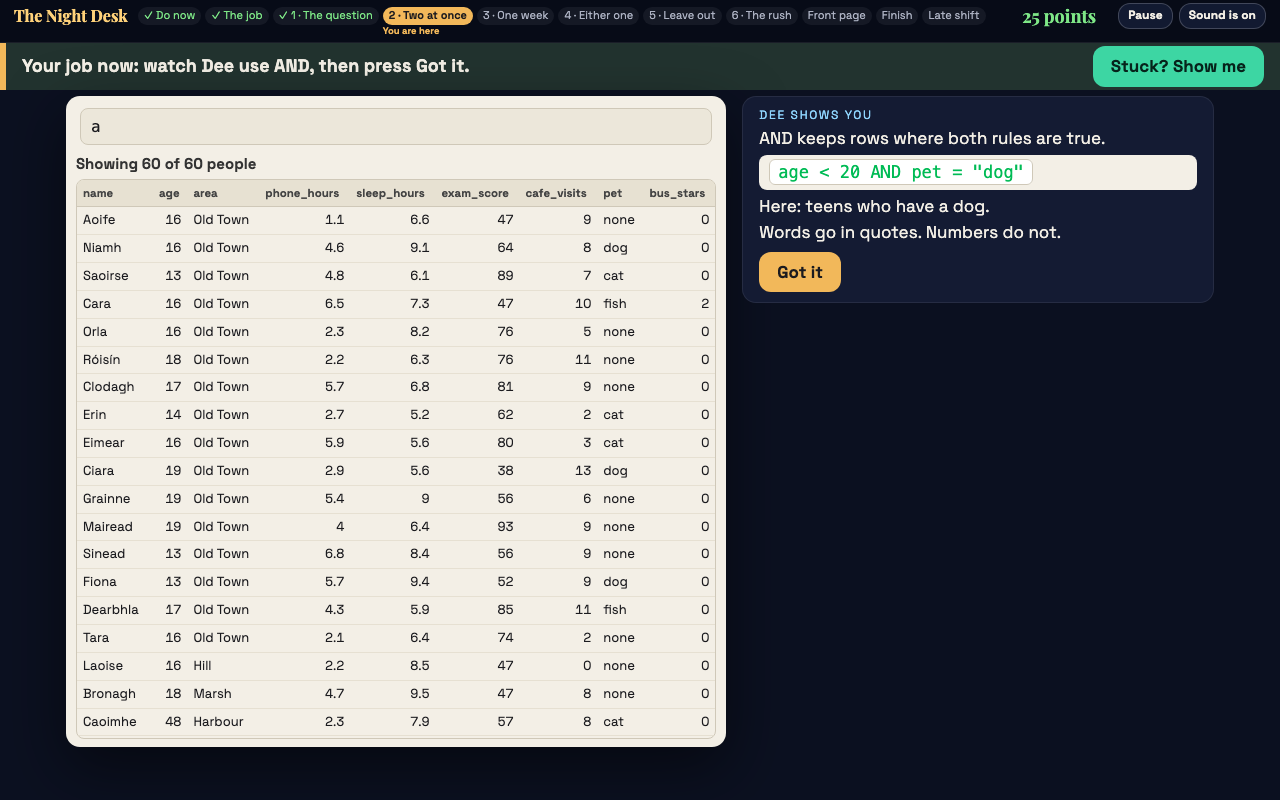 The Night Desk
✓ Do now
✓ The job
✓ 1 · The question
2 · Two at once
3 · One week
4 · Either one
5 · Leave out
6 · The rush
Front page
Finish
Late shift
You are here
25 points
Pause
Sound is on
Your job now: watch Dee use AND, then press Got it.
Stuck? Show me
a
Showing 60 of 60 people
name age area phone_hours sleep_hours exam_score cafe_visits pet bus_stars
Aoife 16 Old Town 1.1 6.6 47 9 none 0
Niamh 16 Old Town 4.6 9.1 64 8 dog 0
Saoirse 13 Old Town 4.8 6.1 89 7 cat 0
Cara 16 Old Town 6.5 7.3 47 10 fish 2
Orla 16 Old Town 2.3 8.2 76 5 none 0
Róisín 18 Old Town 2.2 6.3 76 11 none 0
Clodagh 17 Old Town 5.7 6.8 81 9 none 0
Erin 14 Old Town 2.7 5.2 62 2 cat 0
Eimear 16 Old Town 5.9 5.6 80 3 cat 0
Ciara 19 Old Town 2.9 5.6 38 13 dog 0
Grainne 19 Old Town 5.4 9 56 6 none 0
Mairead 19 Old Town 4 6.4 93 9 none 0
Sinead 13 Old Town 6.8 8.4 56 9 none 0
Fiona 13 Old Town 5.7 9.4 52 9 dog 0
Dearbhla 17 Old Town 4.3 5.9 85 11 fish 0
Tara 16 Old Town 2.1 6.4 74 2 none 0
Laoise 16 Hill 2.2 8.5 47 0 none 0
Bronagh 18 Marsh 4.7 9.5 47 8 none 0
Caoimhe 48 Harbour 2.3 7.9 57 8 cat 0
DEE SHOWS YOU
AND keeps rows where both rules are true.
age < 20 AND pet = "dog"
Here: teens who have a dog.
Words go in quotes. Numbers do not.
Got it